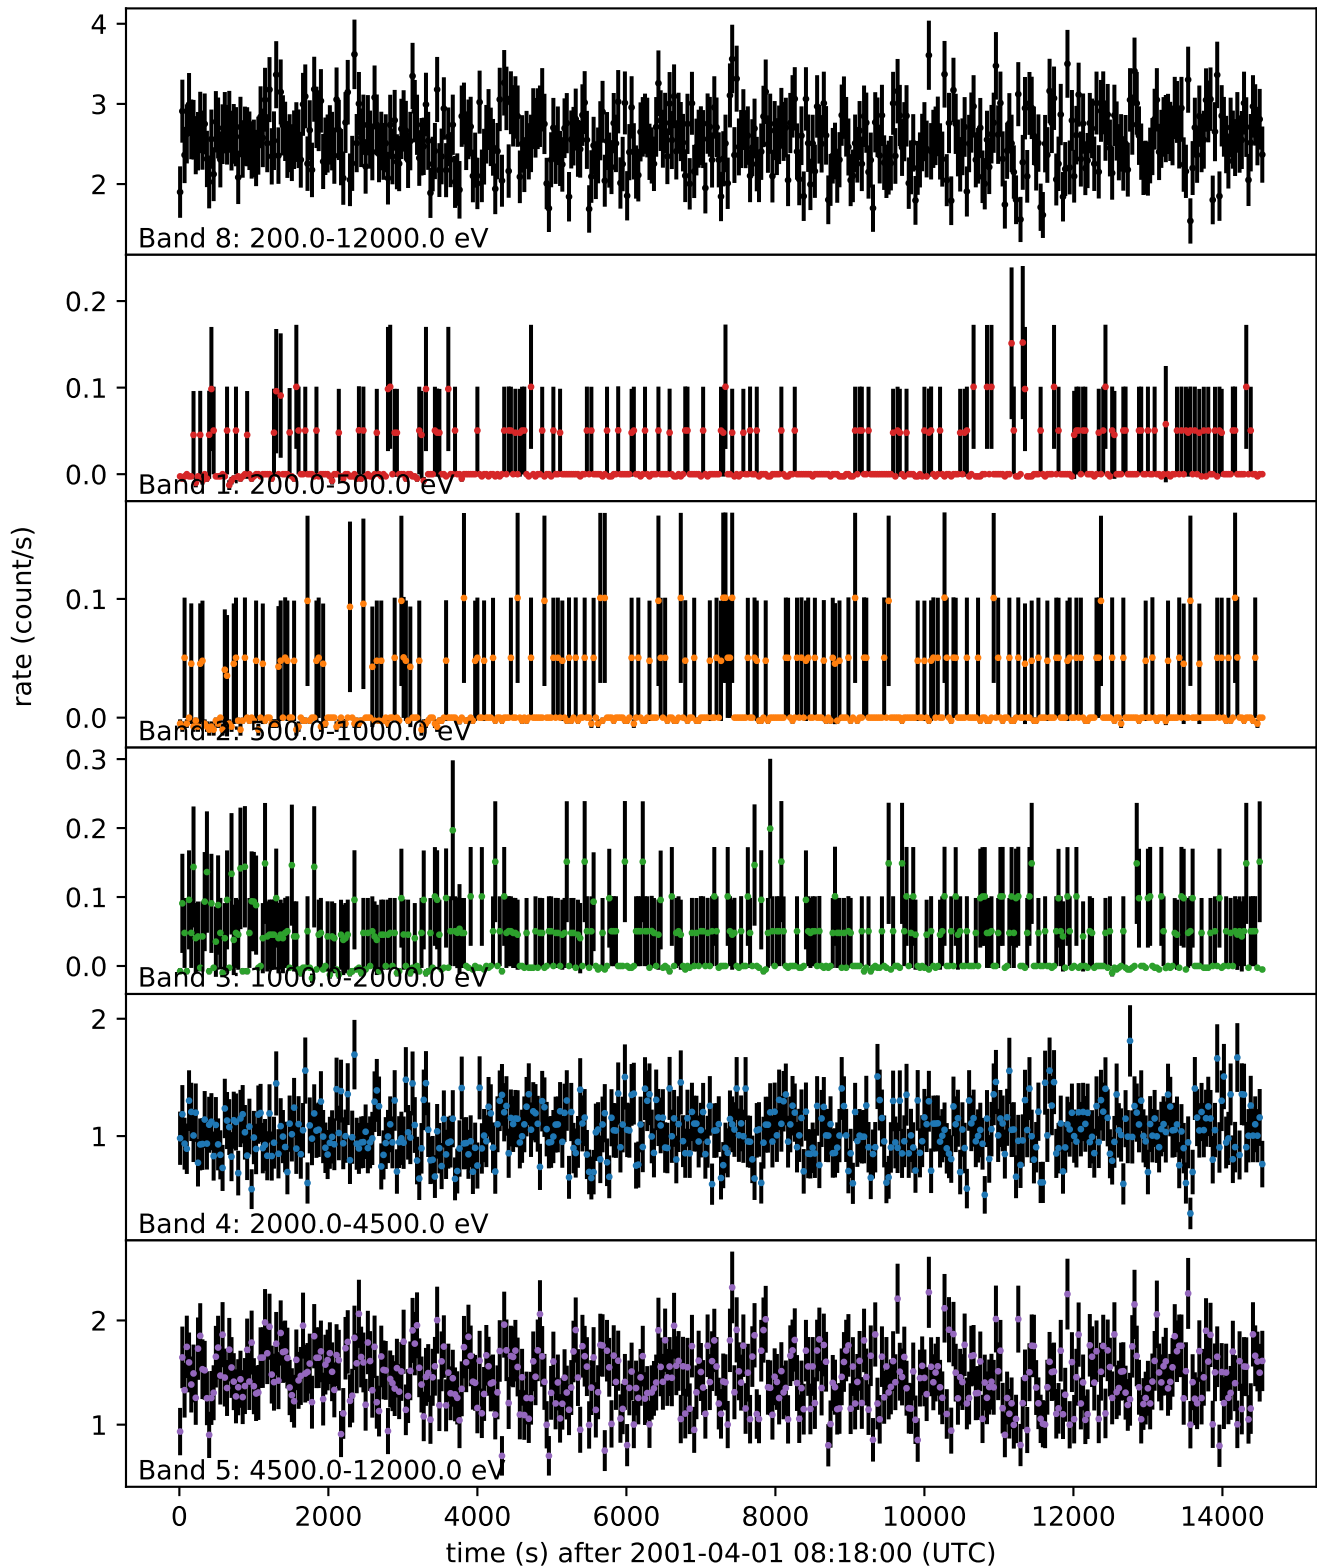 4
3
2
Band 8: 200.0-12000.0 eV
0.2
0.1
0.0
Band 1: 200.0-500.0 eV
0.1
0.0
Band 2: 500.0-1000.0 eV
rate (count/s)
0.3
0.2
0.1
0.0
Band 3: 1000.0-2000.0 eV
2
1
Band 4: 2000.0-4500.0 eV
2
1
Band 5: 4500.0-12000.0 eV
0 2000 4000 6000 8000 10000 12000 14000
time (s) after 2001-04-01 08:18:00 (UTC)